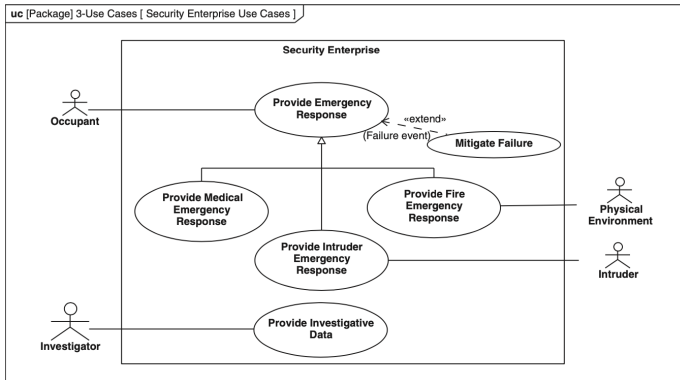 uc [Package] 3-Use Cases [ Security Enterprise Use Cases ]
Security Enterprise
Provide Emergency
Response
Occupant
«extend»
(Failure event)
Mitigate Failure
Provide Medical
Emergency
Response
Provide Fire
Emergency
Response
Physical
Environment
Provide Intruder
Emergency
Response
Intruder
Provide Investigative
Data
Investigator